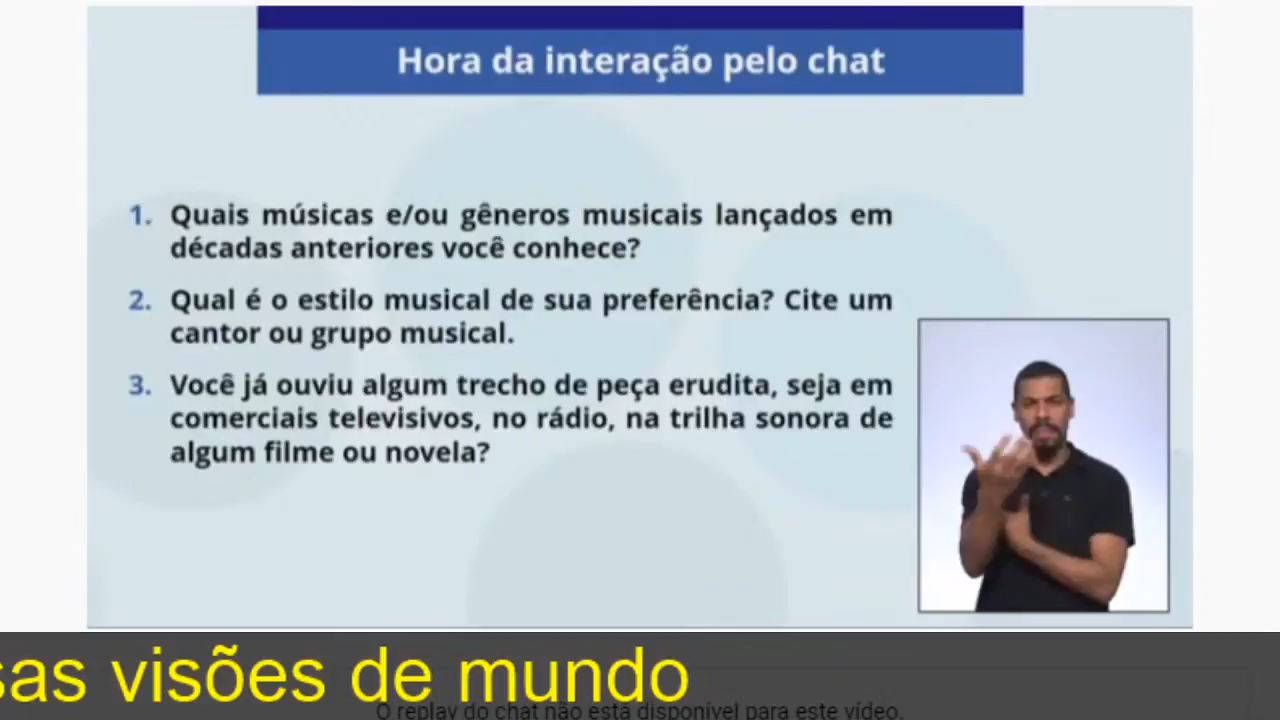 Hora da interação pelo chat
1. Quais músicas e/ou gêneros musicais lançados em
décadas anteriores você conhece?
2. Qual é o estilo musical de sua preferência? Cite um
cantor ou grupo musical.
3. Você já ouviu algum trecho de peça erudita, seja em
comerciais televisivos, no rádio, na trilha sonora de
algum filme ou novela?
sas visões de mundo
O replay do chat não está disponível para este vídeo.